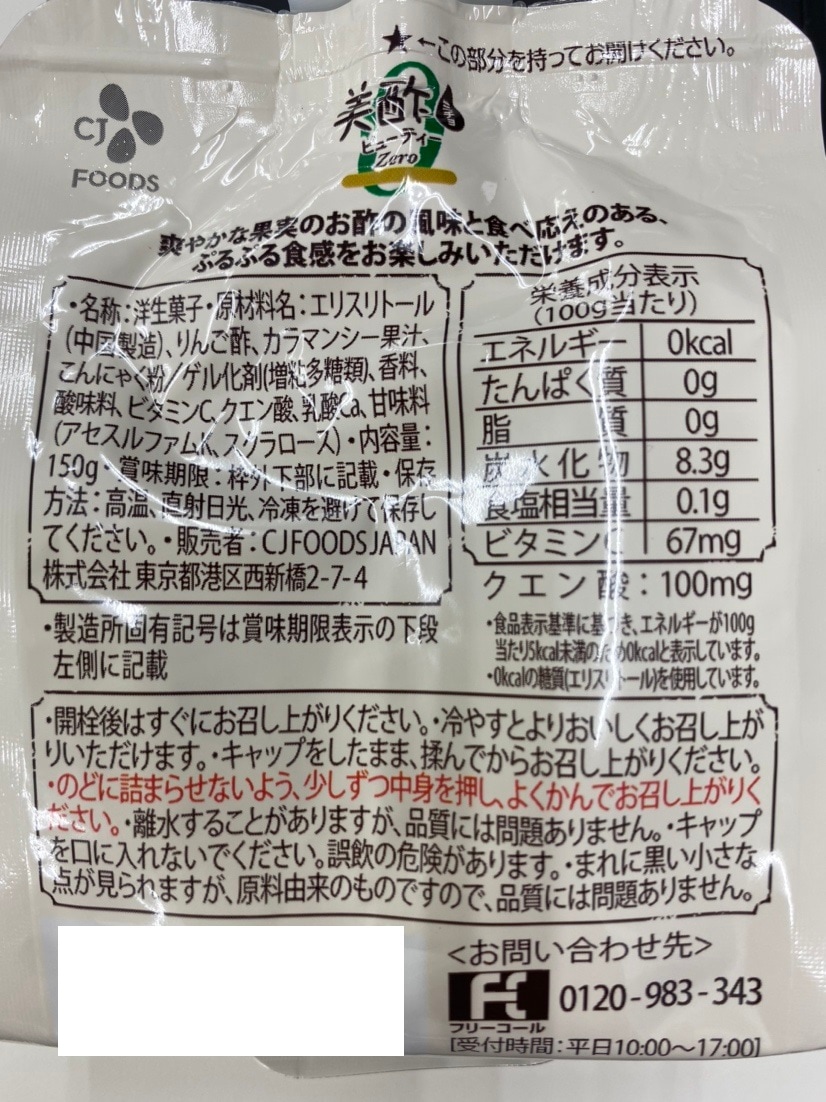 ★←この部分を持ってお開けください。
CJ
FOODS
美酢
ミチョ
ビューティー
Zero
爽やかな果実のお酢の風味と食べ応えのある、
ぷるぷる食感をお楽しみいただけます。
・名称：洋生菓子・原材料名：エリスリトール
(中国製造)、りんご酢、カラマンシー果汁、
こんにゃく粉／ゲル化剤(増粘多糖類)、香料、
酸味料、ビタミンC、クエン酸、乳酸Ca、甘味料
(アセスルファムK、スクラロース)・内容量：
150g・賞味期限：枠外下部に記載・保存
方法：高温、直射日光、冷凍を避けて保存し
てください。・販売者：CJ FOODS JAPAN
株式会社 東京都港区西新橋2-7-4
・製造所固有記号は賞味期限表示の下段
左側に記載
栄養成分表示
(100g当たり)
エネルギー 0kcal
たんぱく質 0g
脂質 0g
炭水化物 8.3g
食塩相当量 0.1g
ビタミンC 67mg
クエン酸：100mg
・食品表示基準に基づき、エネルギーが100g
当たり5kcal未満のため0kcalと表示しています。
・0kcalの糖質(エリスリトール)を使用しています。
・開栓後はすぐにお召し上がりください。・冷やすとよりおいしくお召し上が
りいただけます。・キャップをしたまま、揉んでからお召し上がりください。
・のどに詰まらせないよう、少しずつ中身を押し、よくかんでお召し上がりく
ださい。・離水することがありますが、品質には問題ありません。・キャップ
を口に入れないでください。誤飲の危険があります。・まれに黒い小さな
点が見られますが、原料由来のものですので、品質には問題ありません。
<お問い合わせ先>
フリーコール
0120-983-343
[受付時間：平日10:00〜17:00]